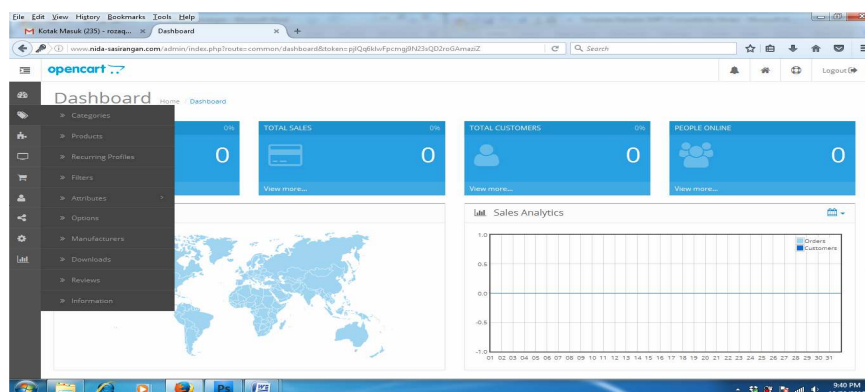 File Edit View History Bookmarks Tools Help
Kotak Masuk (235) - rozaq... × Dashboard × +
www.nida-sasirangan.com/admin/index.php?route=common/dashboard&token= Search
opencart Logout
Dashboard Home / Dashboard
Categories
Products
Recurring Profiles
Filters
Attributes
Options
Manufacturers
Downloads
Reviews
Information
0%
0
TOTAL SALES 0%
0
View more...
TOTAL CUSTOMERS 0%
0
View more...
PEOPLE ONLINE
0
View more...
Sales Analytics
Orders
Customers
1.0
0.5
0.0
-0.5
-1.0
01 02 03 04 05 06 07 08 09 10 11 12 13 14 15 16 17 18 19 20 21 22 23 24 25 26 27 28 29 30 31
Ps
9:40 PM